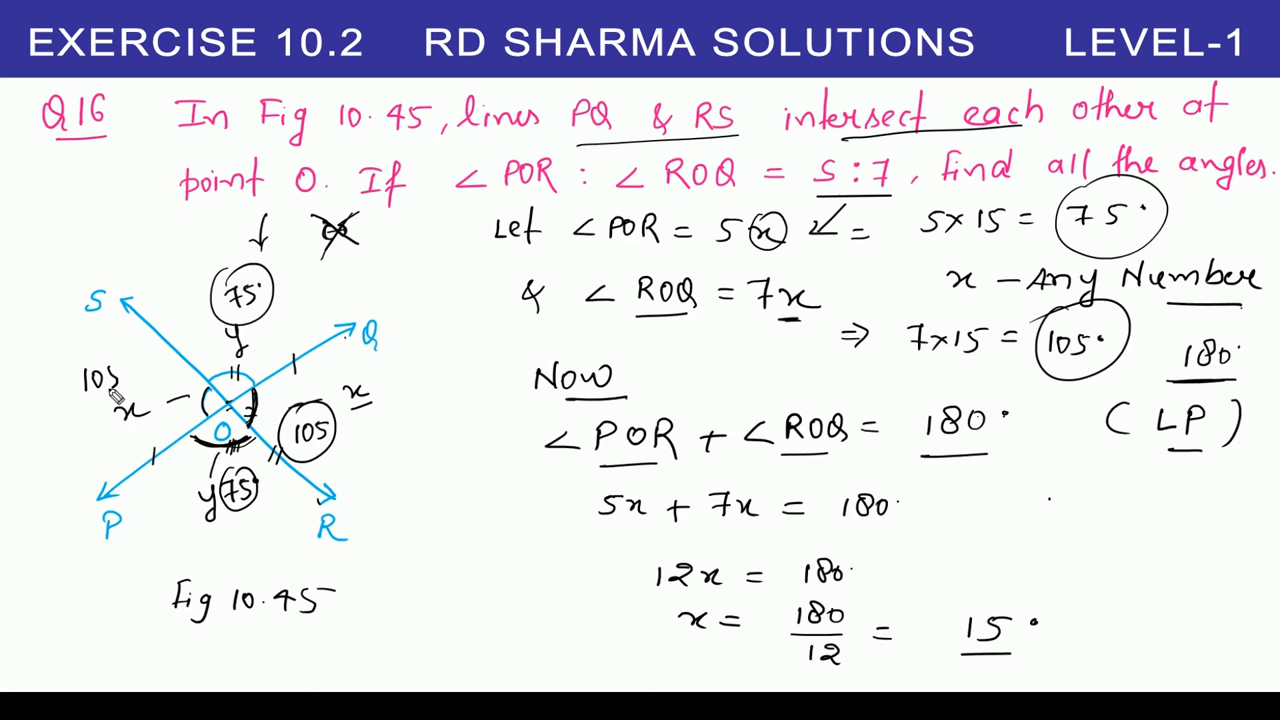 EXERCISE 10.2 RD SHARMA SOLUTIONS LEVEL-1
Q16 In Fig 10.45, lines PQ & RS intersect each other at
point O. If ∠POR : ∠ROQ = 5:7, find all the angles.
Let ∠POR = 5x = 5×15 = 75°
& ∠ROQ = 7x x - Any Number
⇒ 7×15 = 105° 180°
Now
∠POR + ∠ROQ = 180° (LP)
5x + 7x = 180°
12x = 180°
x = 180/12 = 15°
75°
S
y
Q
105
x
x
O
105
y 75°
P
R
Fig 10.45